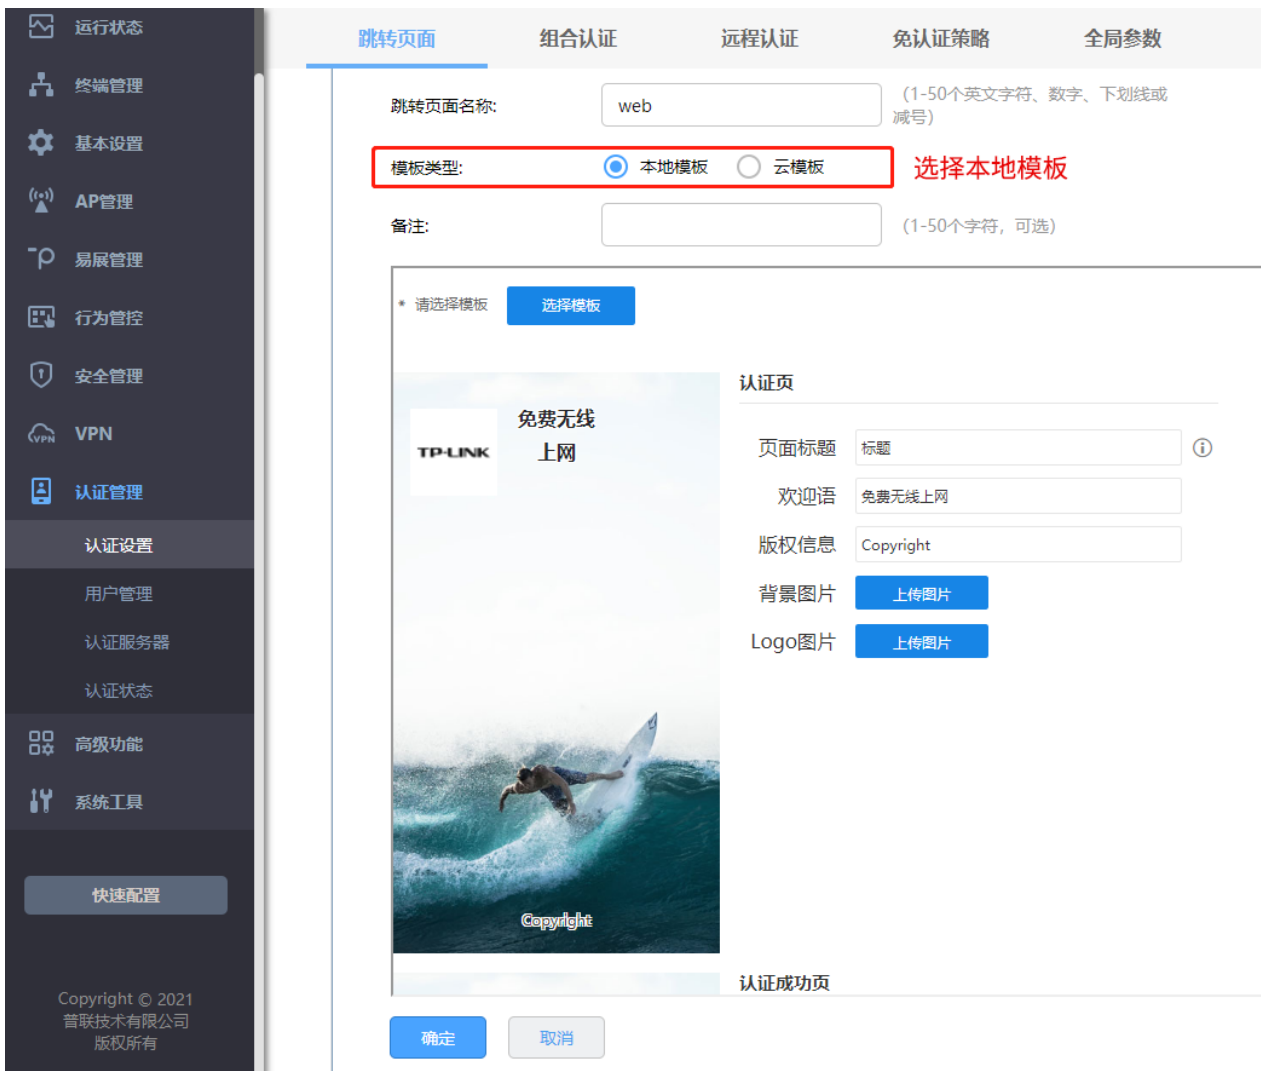 运行状态
终端管理
基本设置
AP管理
易展管理
行为管控
安全管理
VPN
VPN
认证管理
认证设置
用户管理
认证服务器
认证状态
高级功能
系统工具
快速配置
Copyright © 2021
普联技术有限公司
版权所有
跳转页面 组合认证 远程认证 免认证策略 全局参数
跳转页面名称: web (1-50个英文字符、数字、下划线或
减号)
模板类型: 本地模板 云模板 选择本地模板
备注: (1-50个字符，可选)
* 请选择模板 选择模板
TP-LINK
免费无线
上网
Copyright
认证页
页面标题 标题
欢迎语 免费无线上网
版权信息 Copyright
背景图片 上传图片
Logo图片 上传图片
认证成功页
确定 取消